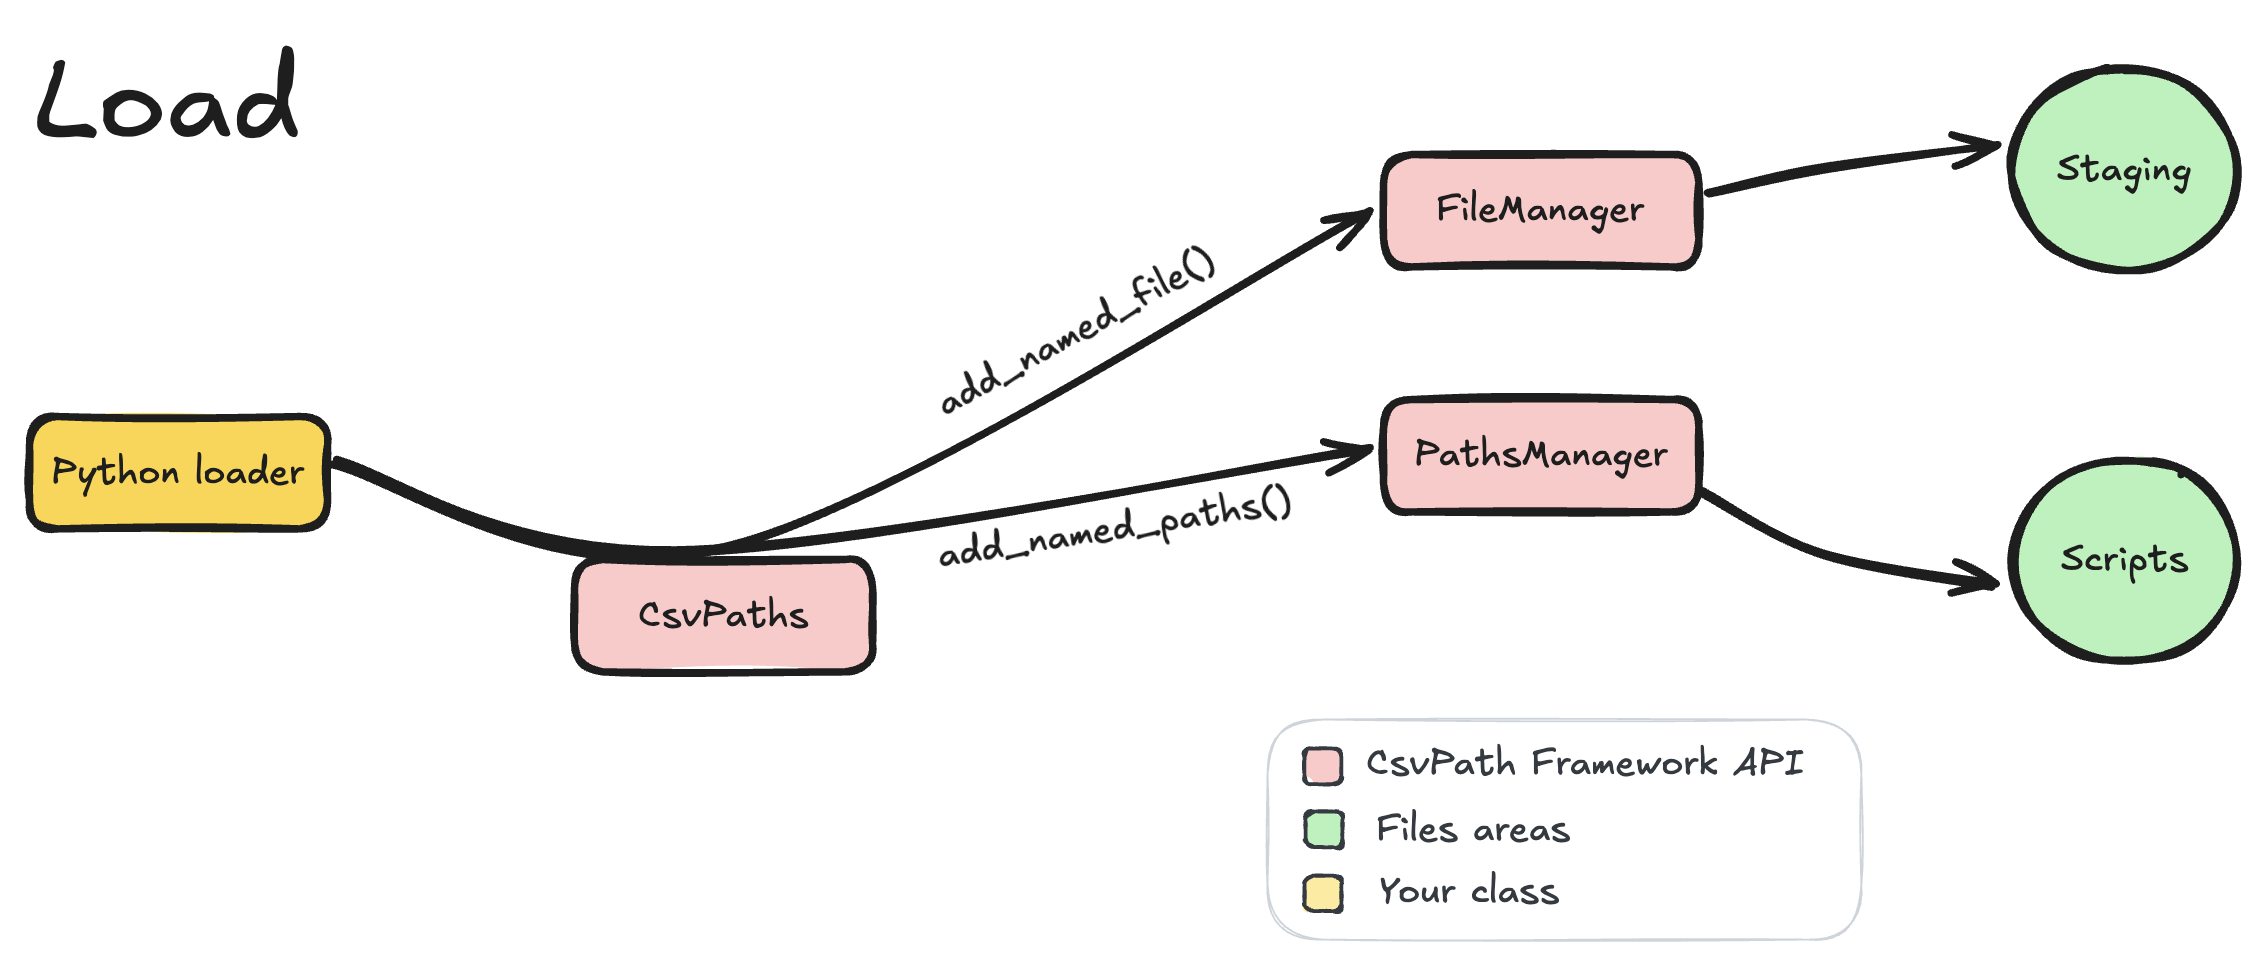 Load
FileManager
Staging
add_named_file()
Python loader
PathsManager
add_named_paths()
Scripts
CsvPaths
CsvPath Framework API
Files areas
Your class